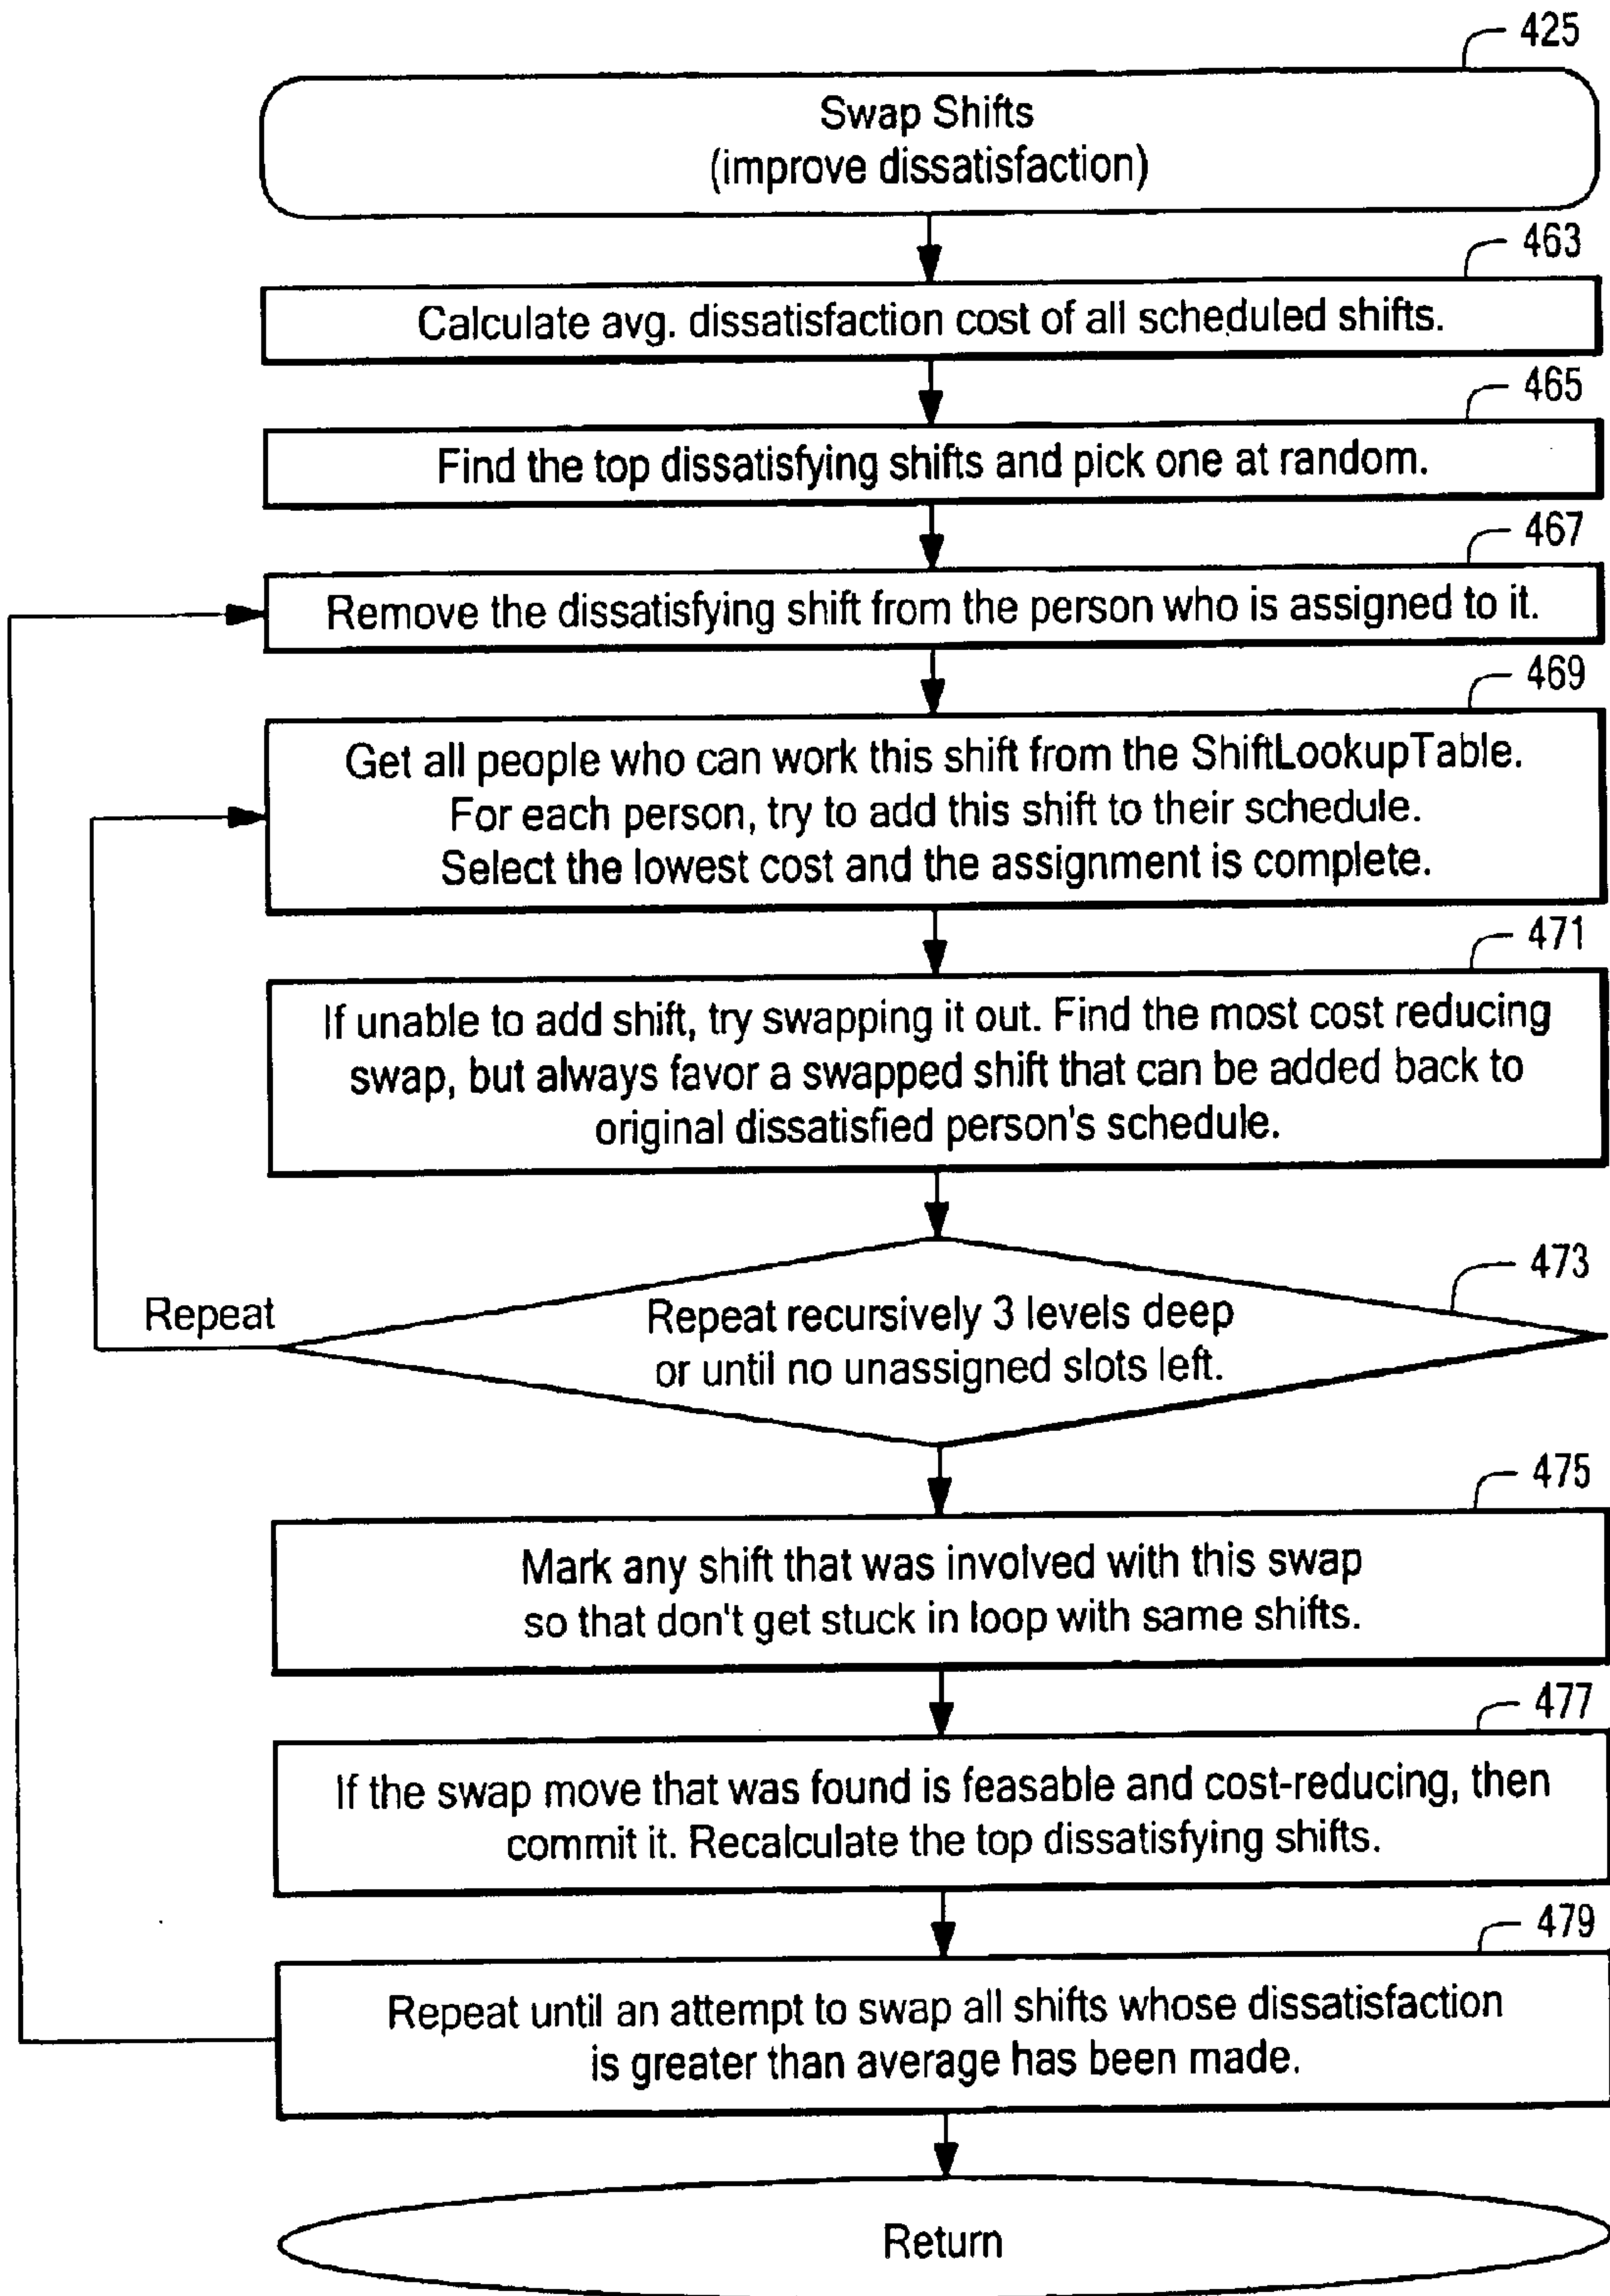 425
Swap Shifts
(improve dissatisfaction)
463
Calculate avg. dissatisfaction cost of all scheduled shifts.
465
Find the top dissatisfying shifts and pick one at random.
467
Remove the dissatisfying shift from the person who is assigned to it.
469
Get all people who can work this shift from the ShiftLookupTable.
For each person, try to add this shift to their schedule.
Select the lowest cost and the assignment is complete.
471
If unable to add shift, try swapping it out. Find the most cost reducing
swap, but always favor a swapped shift that can be added back to
original dissatisfied person's schedule.
473
Repeat
Repeat recursively 3 levels deep
or until no unassigned slots left.
475
Mark any shift that was involved with this swap
so that don't get stuck in loop with same shifts.
477
If the swap move that was found is feasable and cost-reducing, then
commit it. Recalculate the top dissatisfying shifts.
479
Repeat until an attempt to swap all shifts whose dissatisfaction
is greater than average has been made.
Return